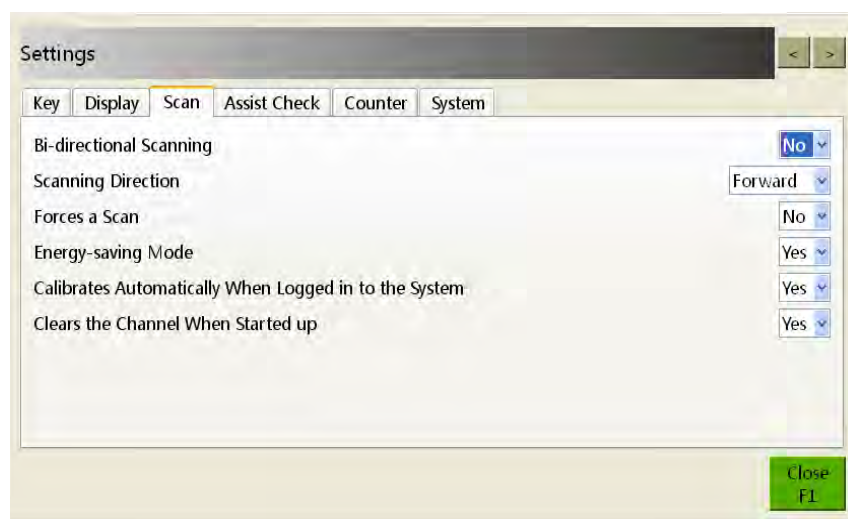 Settings < >
Key Display Scan Assist Check Counter System
Bi-directional Scanning No
Scanning Direction Forward
Forces a Scan No
Energy-saving Mode Yes
Calibrates Automatically When Logged in to the System Yes
Clears the Channel When Started up Yes
Close
F1